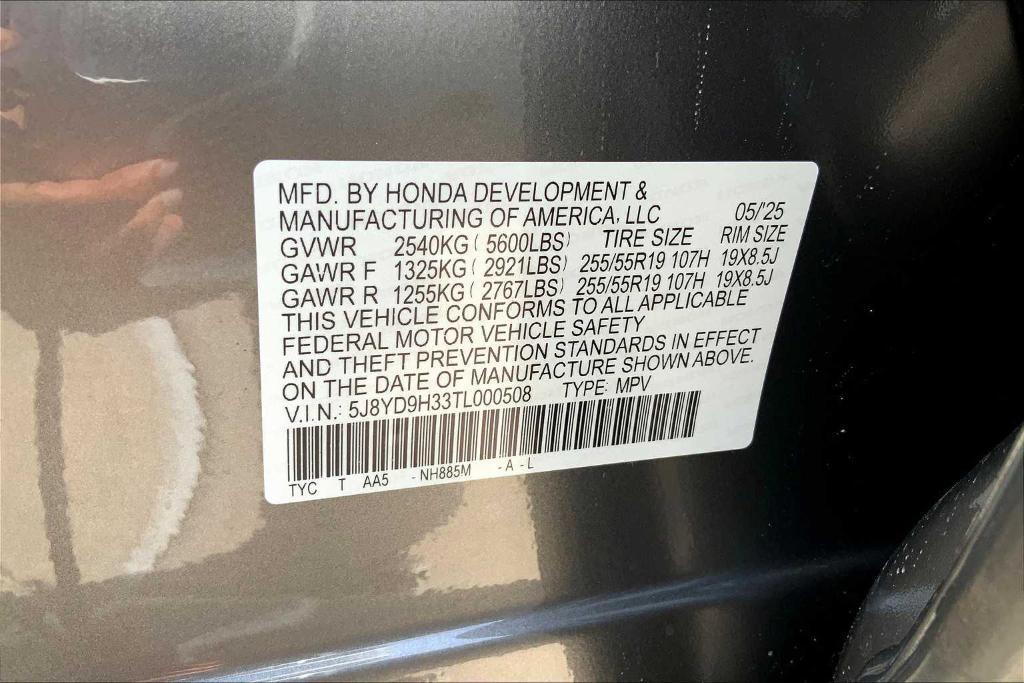 MFD. BY HONDA DEVELOPMENT &
MANUFACTURING OF AMERICA, LLC 05/'25
GVWR 2540KG ( 5600LBS) TIRE SIZE RIM SIZE
GAWR F 1325KG ( 2921LBS) 255/55R19 107H 19X8.5J
GAWR R 1255KG ( 2767LBS) 255/55R19 107H 19X8.5J
THIS VEHICLE CONFORMS TO ALL APPLICABLE
FEDERAL MOTOR VEHICLE SAFETY
AND THEFT PREVENTION STANDARDS IN EFFECT
ON THE DATE OF MANUFACTURE SHOWN ABOVE.
V.I.N.: 5J8YD9H33TL000508 TYPE: MPV
TYC T AA5 - NH885M - A - L